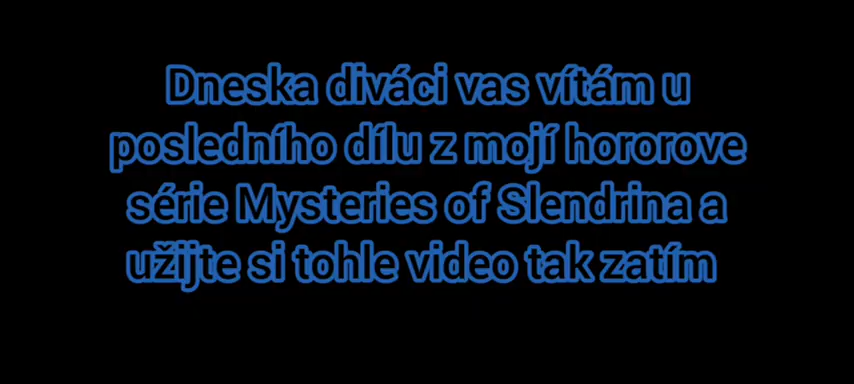 Dneska diváci vas vítám u
posledního dílu z mojí hororove
série Mysteries of Slendrina a
užijte si tohle video tak zatím